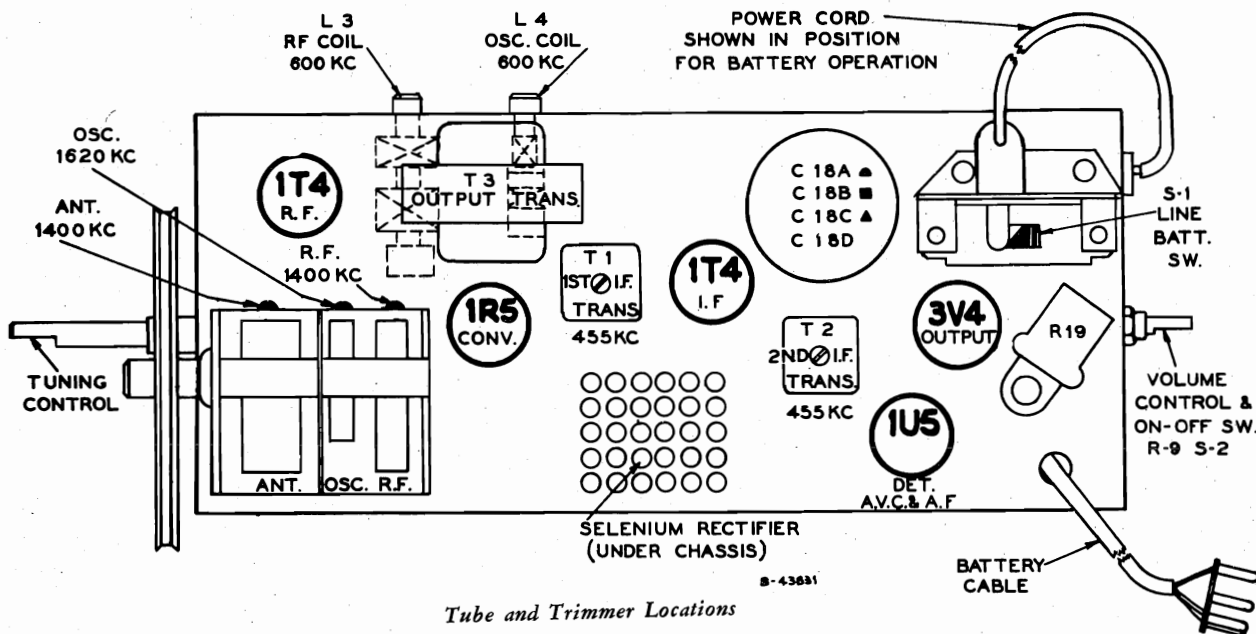 L 3
RF COIL
600 KC
L 4
OSC. COIL
600 KC
POWER CORD
SHOWN IN POSITION
FOR BATTERY OPERATION
OSC.
1620 KC
ANT.
1400 KC
1T4
R.F.
T 3
OUTPUT TRANS.
R.F.
1400 KC
C 18A
C 18B ■
C 18C ▲
C 18D
S-1
LINE
BATT.
SW.
T 1
1ST I.F.
TRANS
455KC
1T4
I.F
1R5
CONV.
3V4
OUTPUT
R19
T 2
2ND I.F.
TRANS.
455KC
TUNING
CONTROL
VOLUME
CONTROL &
ON-OFF SW.
R-9 S-2
1U5
DET.
A.V.C.& A.F
ANT. OSC. R.F.
SELENIUM RECTIFIER
(UNDER CHASSIS)
BATTERY
CABLE
S-43831
Tube and Trimmer Locations